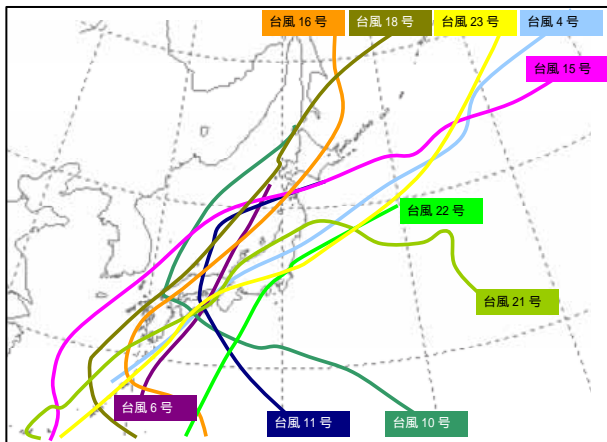 台風 16 号
台風 18 号
台風 23 号
台風 4 号
台風 15 号
台風 22 号
台風 21 号
台風 6 号
台風 11 号
台風 10 号